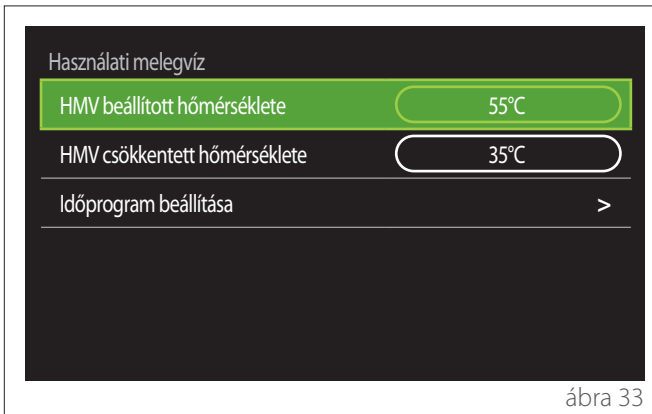 Használati melegvíz
HMV beállított hőmérséklete 55°C
HMV csökkentett hőmérséklete 35°C
Időprogram beállítása >
ábra 33